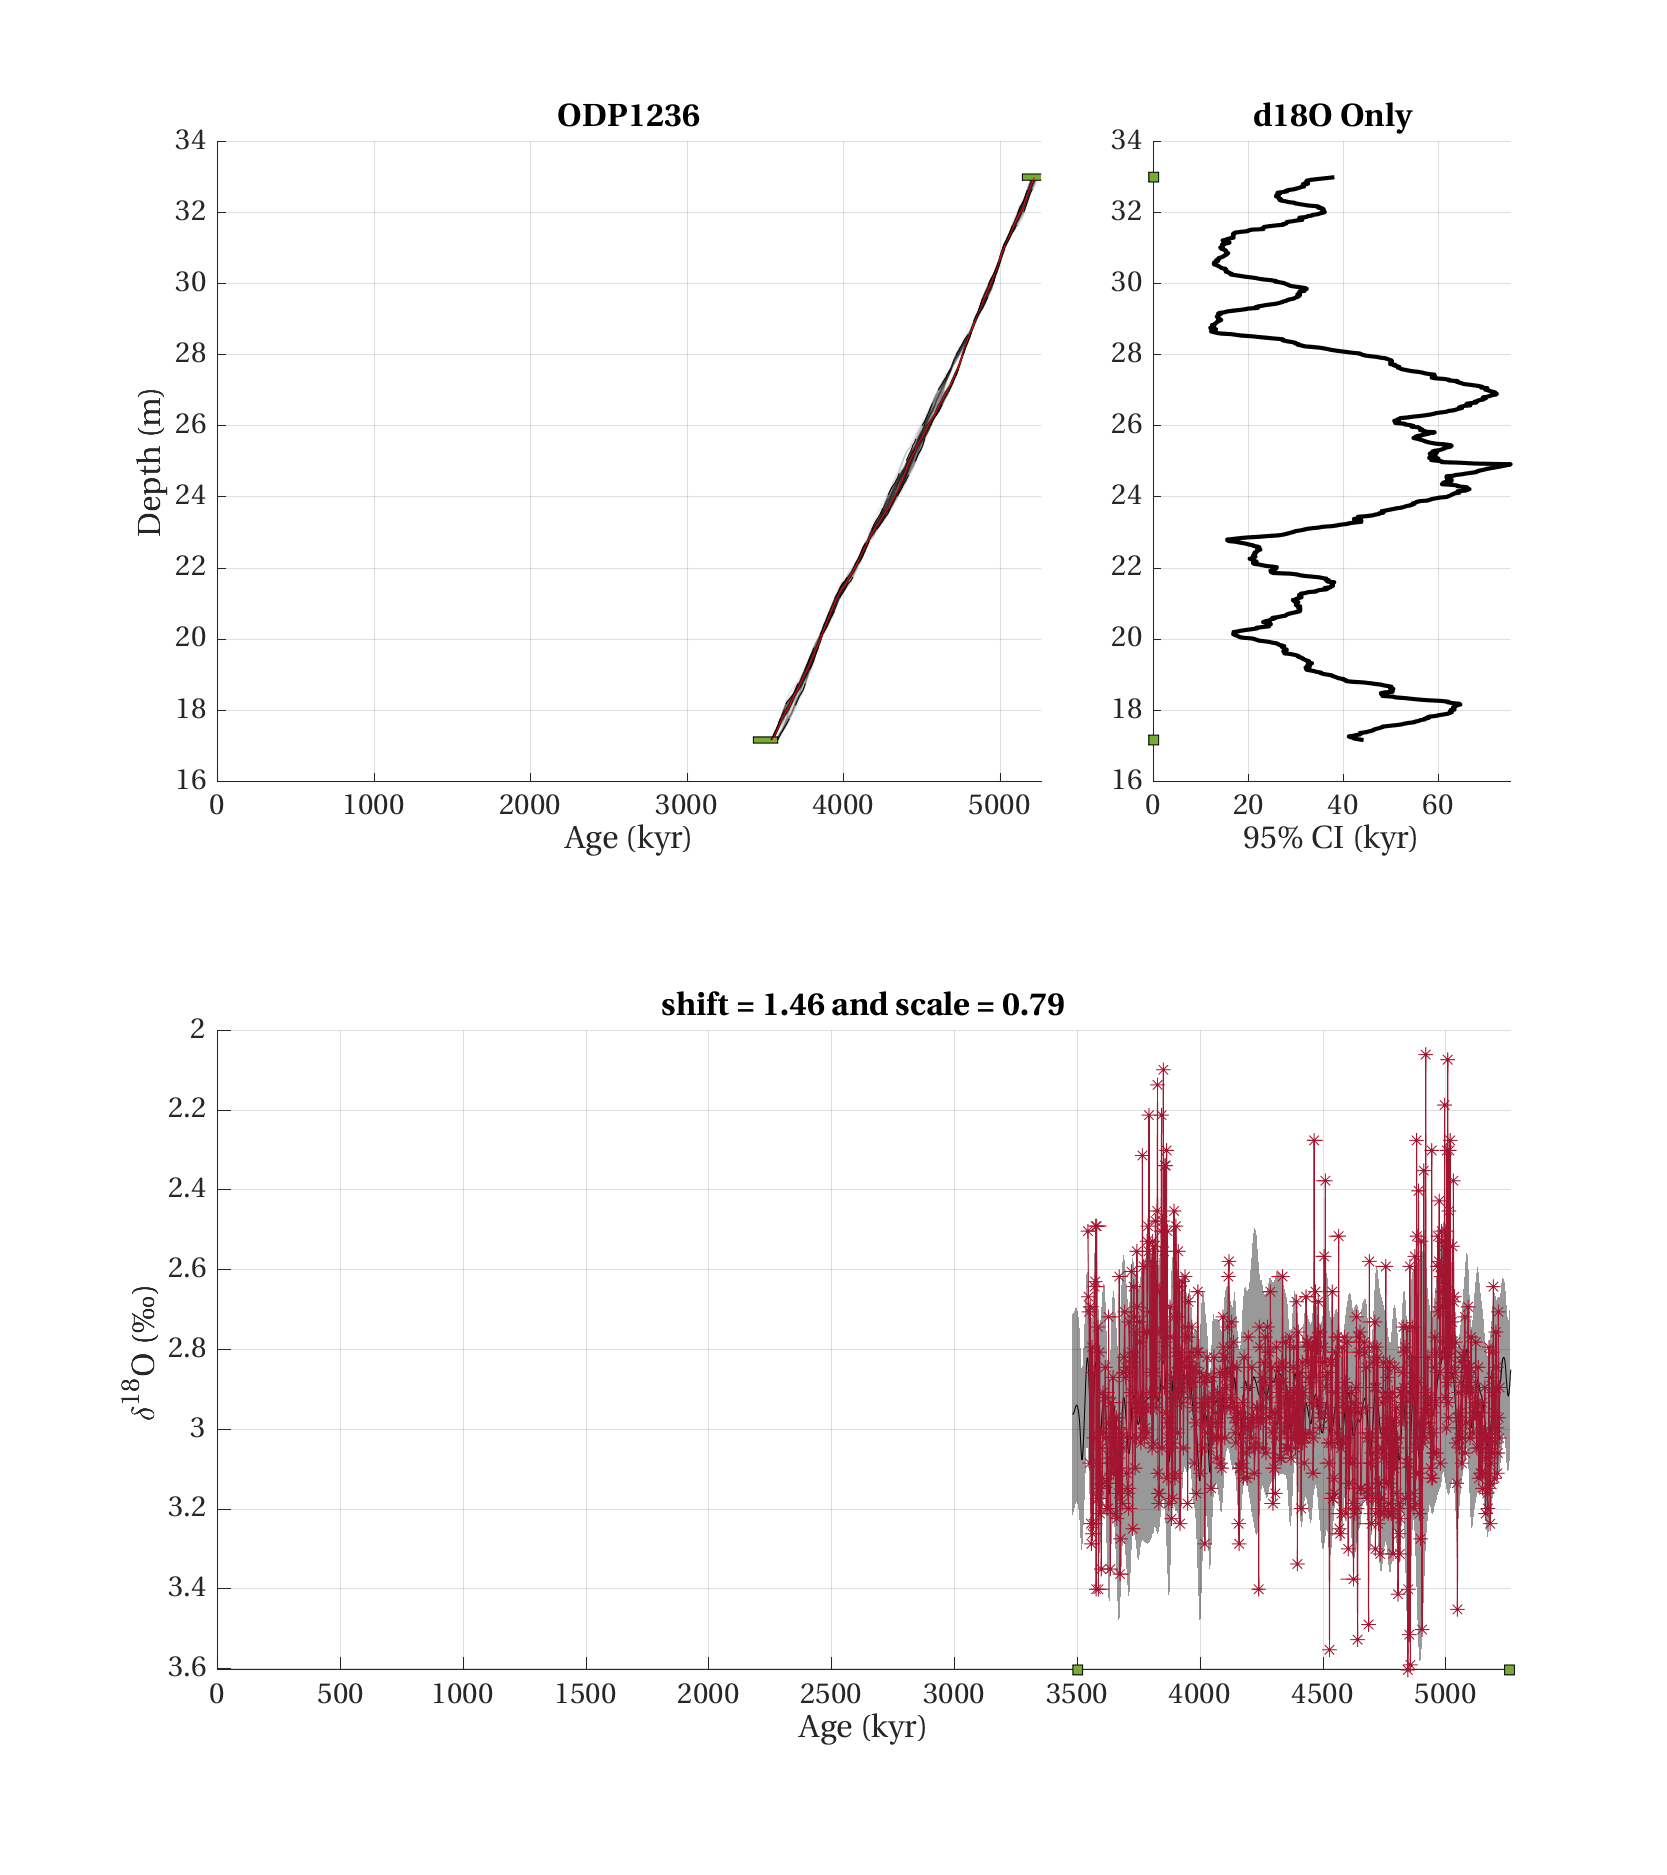 ODP1236
34
32
30
28
26
24
22
20
18
16
Depth (m)
0 1000 2000 3000 4000 5000
Age (kyr)
d18O Only
34
32
30
28
26
24
22
20
18
16
0 20 40 60
95% CI (kyr)
shift = 1.46 and scale = 0.79
2
2.2
2.4
2.6
2.8
3
3.2
3.4
3.6
δ¹⁸O (‰)
0 500 1000 1500 2000 2500 3000 3500 4000 4500 5000
Age (kyr)